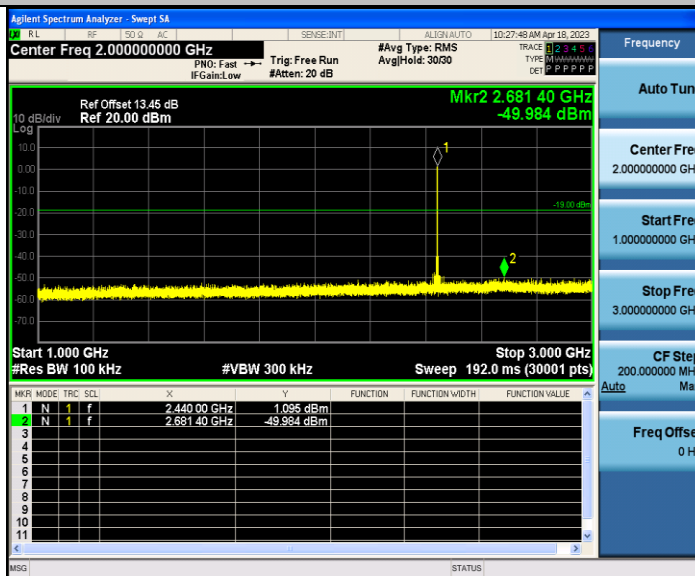 Agilent Spectrum Analyzer - Swept SA
RL RF 50 Ω AC SENSE:INT ALIGN AUTO 10:27:48 AM Apr 18, 2023
Center Freq 2.000000000 GHz
PNO: Fast
IFGain:Low
Trig: Free Run
#Atten: 20 dB
#Avg Type: RMS
Avg|Hold: 30/30
TRACE 1 2 3 4 5 6
TYPE M
DET P P P P P P
Frequency
Auto Tun
Center Fre
2.000000000 GH
Start Fre
1.000000000 GH
Stop Fre
3.000000000 GH
CF Step
200.000000 MH
Auto Ma
Freq Offse
0 H
Mkr2 2.681 40 GHz
-49.984 dBm
Ref Offset 13.45 dB
10 dB/div Ref 20.00 dBm
Log
10.0
0.00
-10.0
-20.0
-30.0
-40.0
-50.0
-60.0
-70.0
1
-19.00 dBm
2
Start 1.000 GHz Stop 3.000 GHz
#Res BW 100 kHz #VBW 300 kHz Sweep 192.0 ms (30001 pts)
MKR MODE TRC SCL X Y FUNCTION FUNCTION WIDTH FUNCTION VALUE
1 N 1 f 2.440 00 GHz 1.095 dBm
2 N 1 f 2.681 40 GHz -49.984 dBm
3
4
5
6
7
8
9
10
11
MSG STATUS